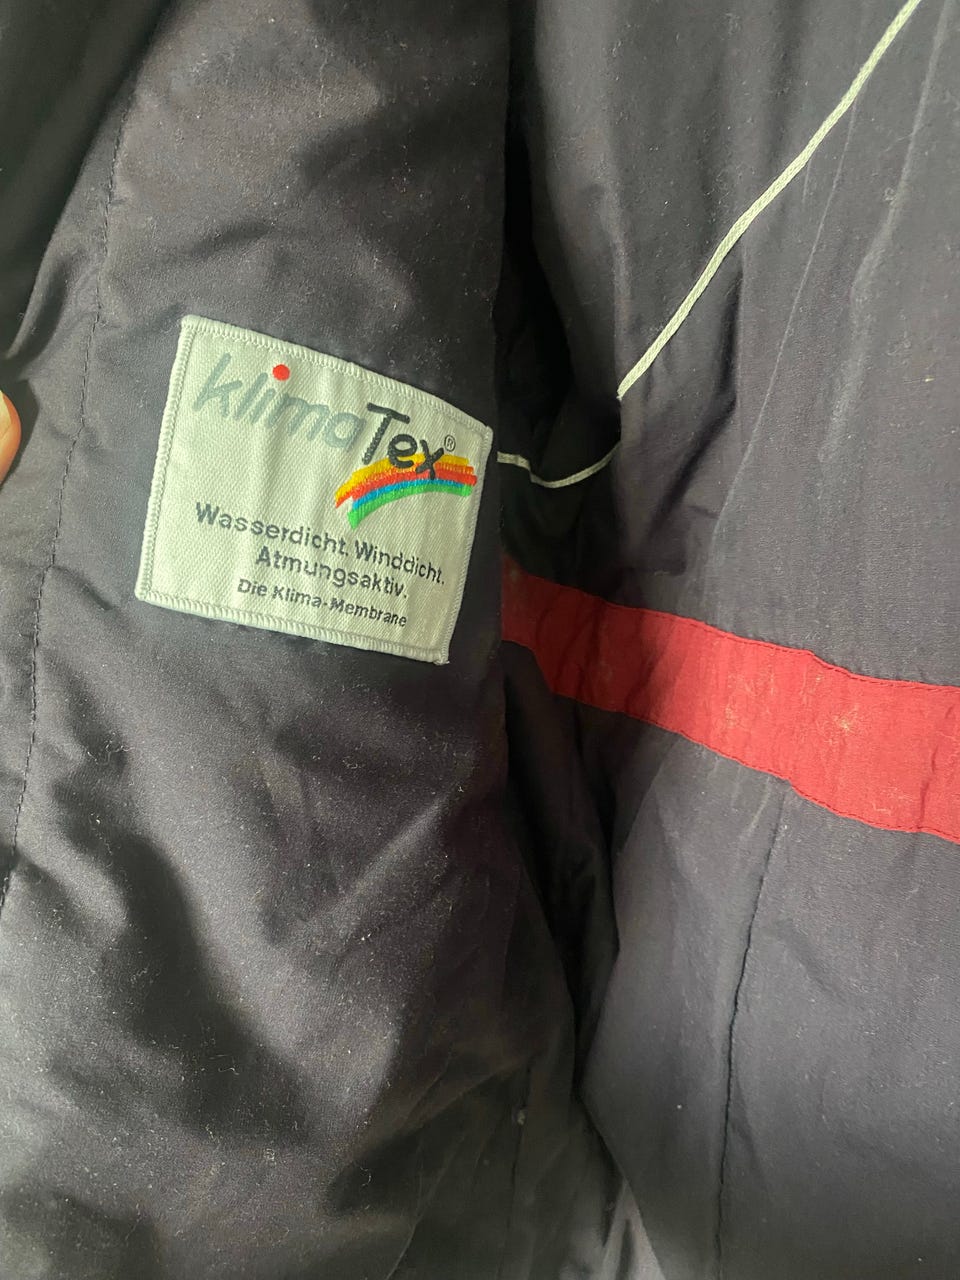 klimaTex®
Wasserdicht. Winddicht.
Atmungsaktiv.
Die Klima-Membrane